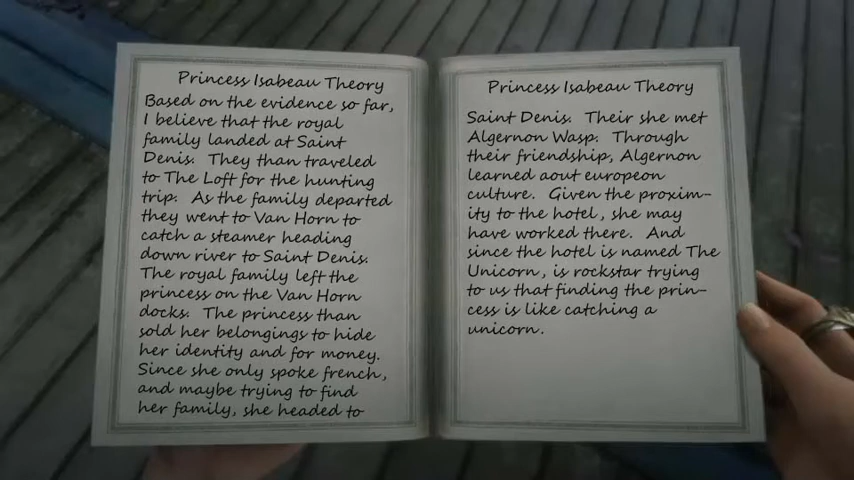 Princess Isabeau Theory
Based on the evidence so far,
I believe that the royal
family landed at Saint
Denis. They than traveled
to The Loft for the hunting
trip. As the family departed
they went to Van Horn to
catch a steamer heading
down river to Saint Denis.
The royal family left the
princess on the Van Horn
docks. The princess than
sold her belongings to hide
her identity and for money.
Since she only spoke french,
and maybe trying to find
her family, she headed to
Princess Isabeau Theory
Saint Denis. Their she met
Algernon Wasp. Through
their friendship, Algernon
learned aout europeon
culture. Given the proxim-
ity to the hotel, she may
have worked there. And
since the hotel is named The
Unicorn, is rockstar trying
to us that finding the prin-
cess is like catching a
unicorn.